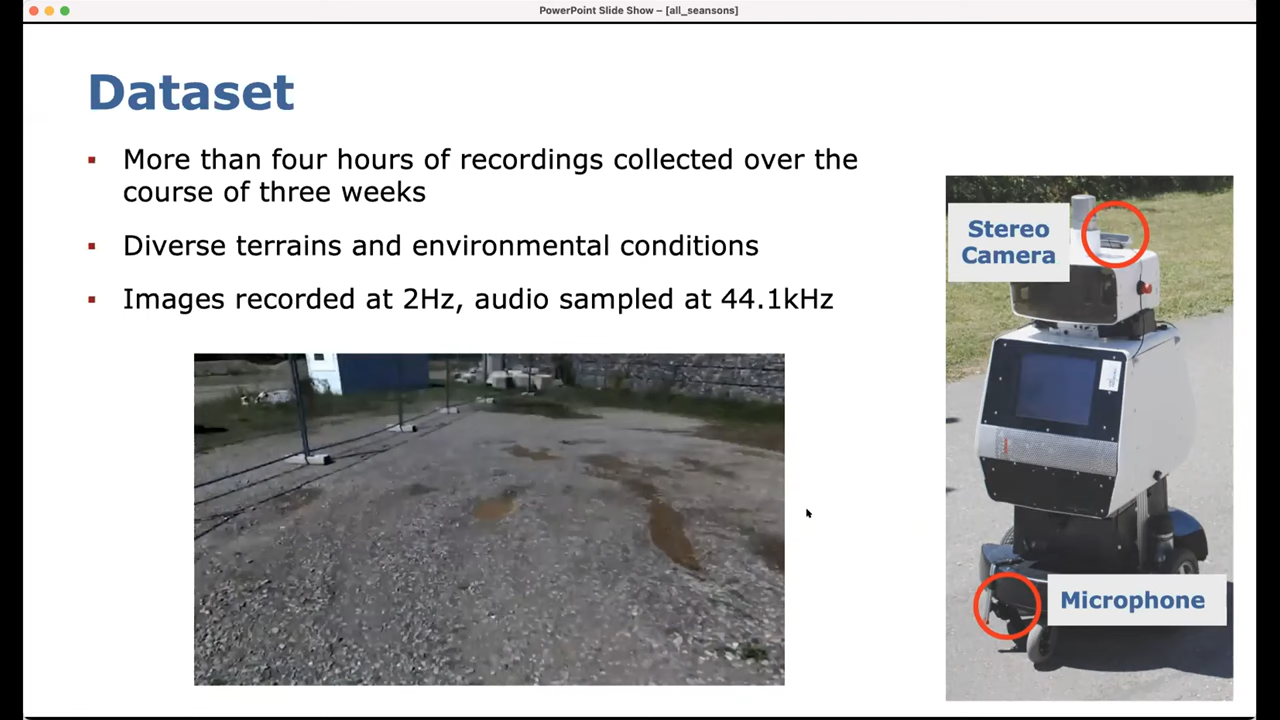 PowerPoint Slide Show – [all_seansons]
Dataset
▪ More than four hours of recordings collected over the
course of three weeks
▪ Diverse terrains and environmental conditions
▪ Images recorded at 2Hz, audio sampled at 44.1kHz
Stereo
Camera
Microphone